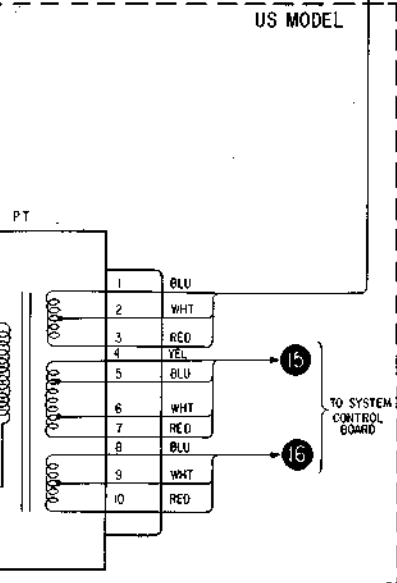 US MODEL
PT
1 BLU
2 WHT
3 RED
4 YEL
5 BLU
15
6 WHT
7 RED
TO SYSTEM
CONTROL
BOARD
8 BLU
16
9 WHT
10 RED